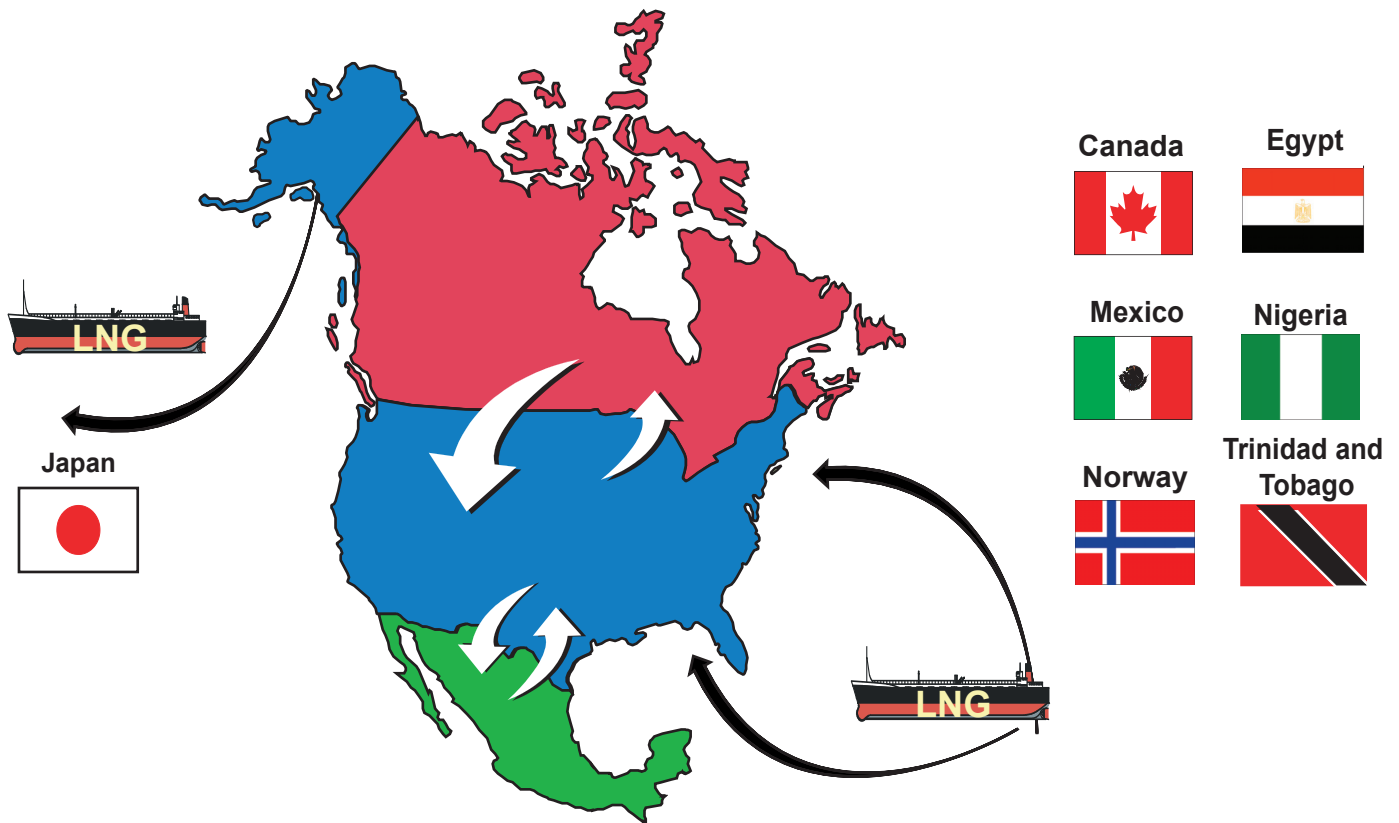 Canada
Egypt
Mexico
Nigeria
Norway
Trinidad and
Tobago
LNG
Japan
LNG